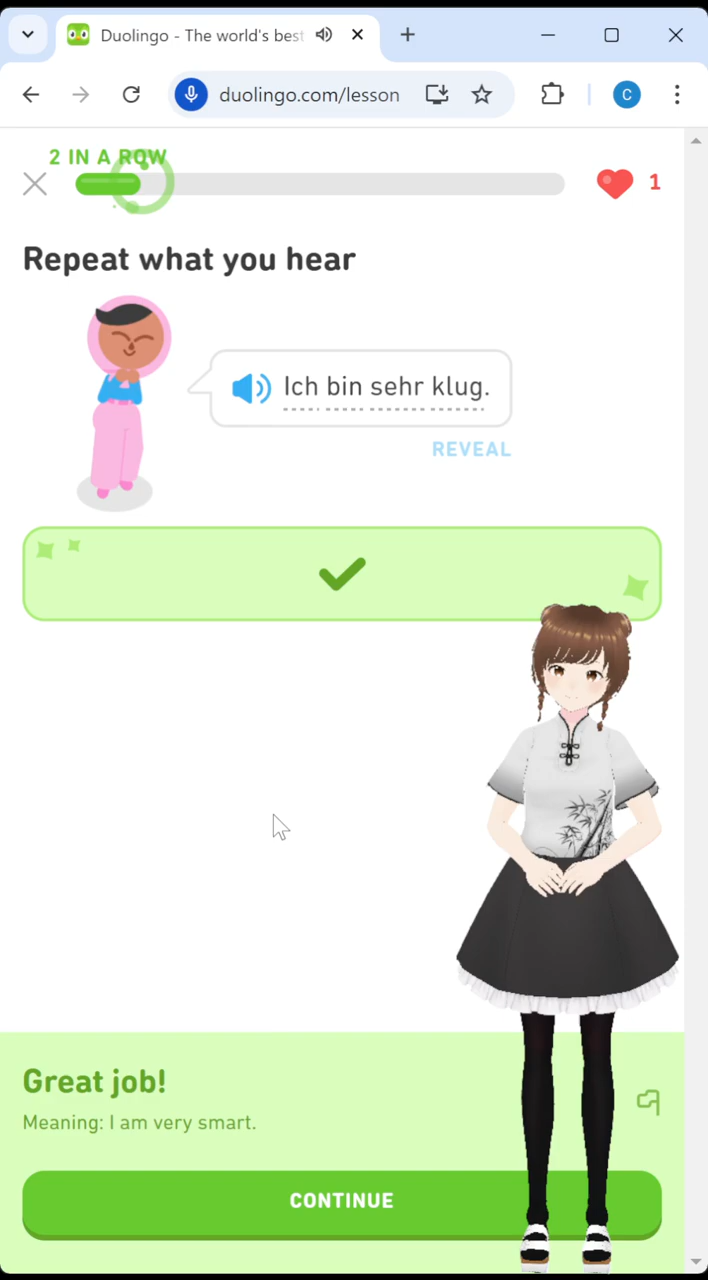 Duolingo - The world's best
duolingo.com/lesson
C
2 IN A ROW
1
Repeat what you hear
Ich bin sehr klug.
REVEAL
Great job!
Meaning: I am very smart.
CONTINUE